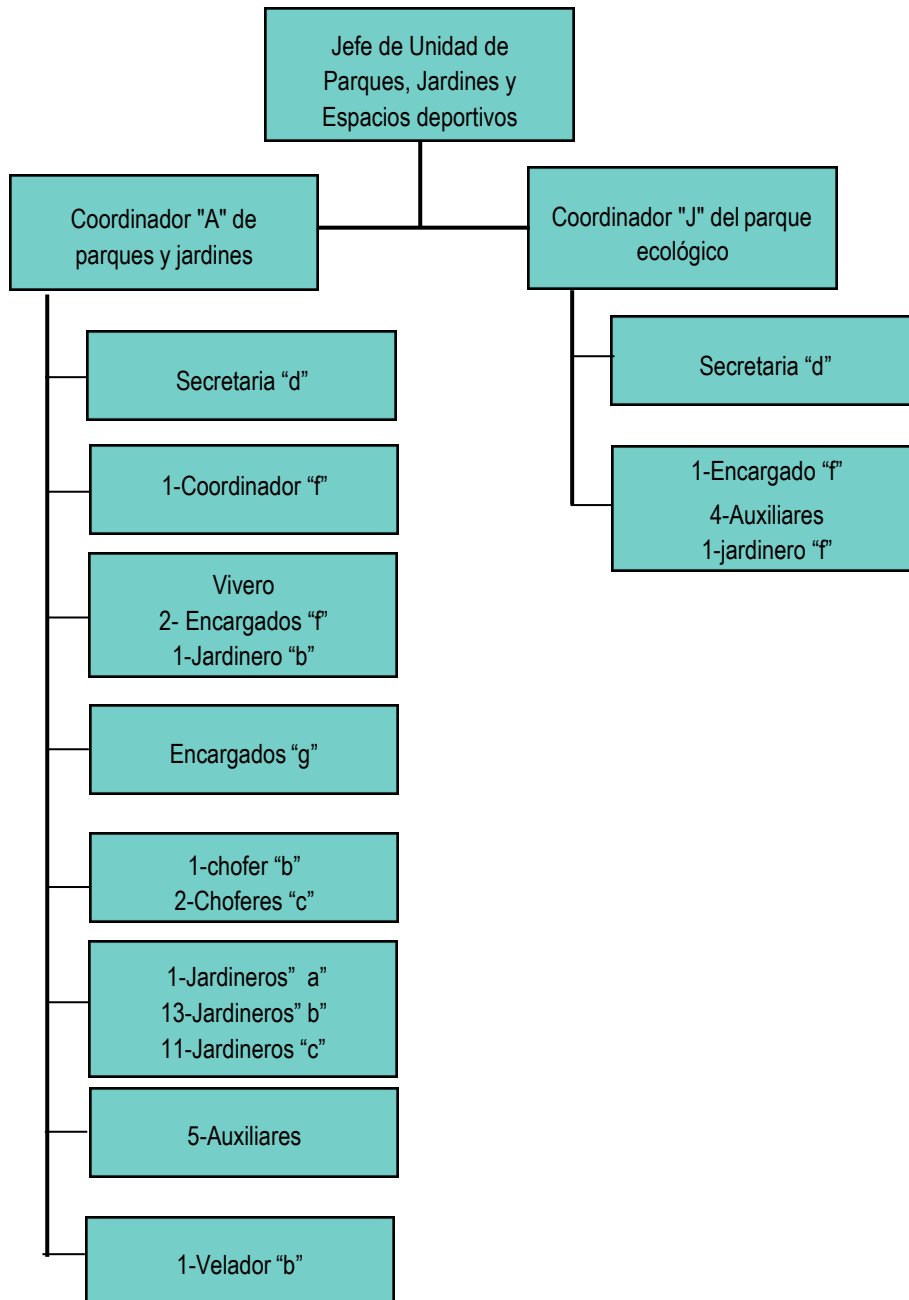 Jefe de Unidad de
Parques, Jardines y
Espacios deportivos
Coordinador "A" de
parques y jardines
Coordinador "J" del parque
ecológico
Secretaria “d”
1-Coordinador “f”
Vivero
2- Encargados “f”
1-Jardinero “b”
Encargados “g”
1-chofer “b”
2-Choferes “c”
1-Jardineros” a”
13-Jardineros” b”
11-Jardineros “c”
5-Auxiliares
1-Velador “b”
Secretaria “d”
1-Encargado “f”
4-Auxiliares
1-jardinero “f”